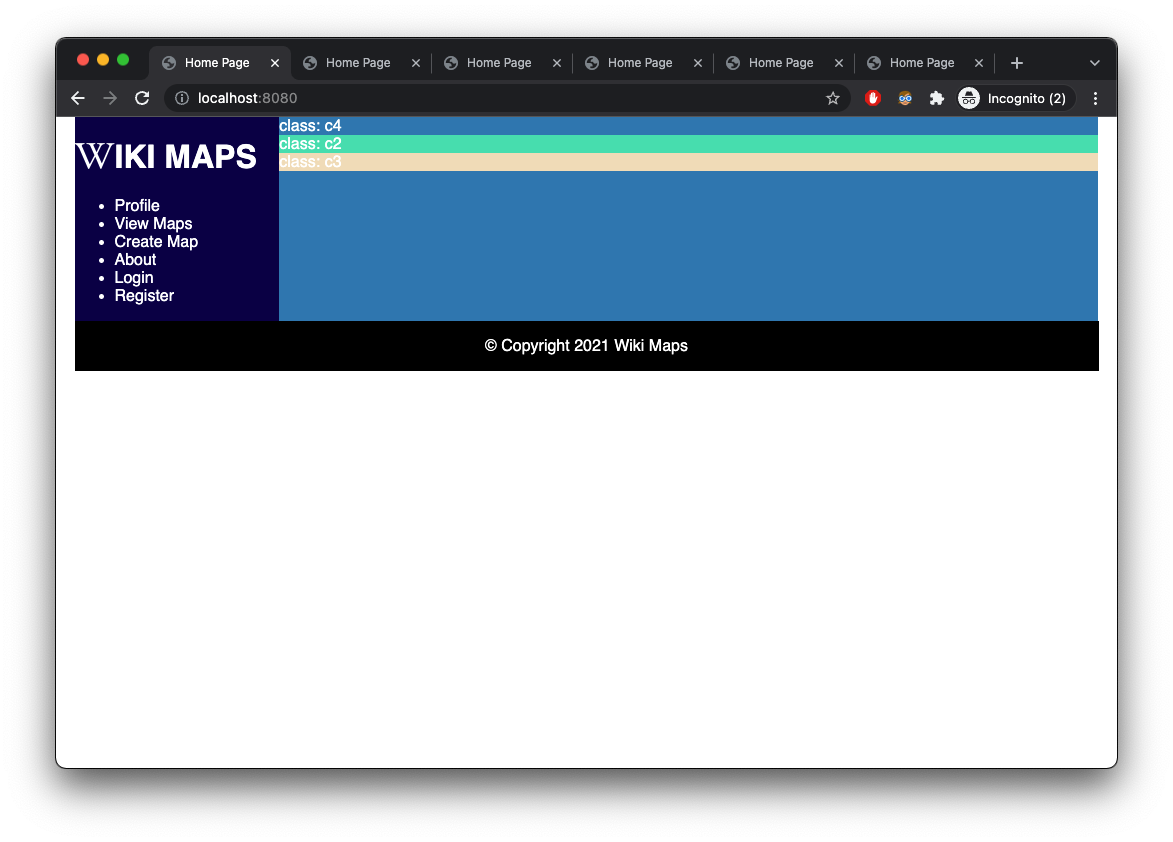 Home Page
Home Page
Home Page
Home Page
Home Page
Home Page
localhost:8080
Incognito (2)
WIKI MAPS
Profile
View Maps
Create Map
About
Login
Register
class: c4
class: c2
class: c3
© Copyright 2021 Wiki Maps